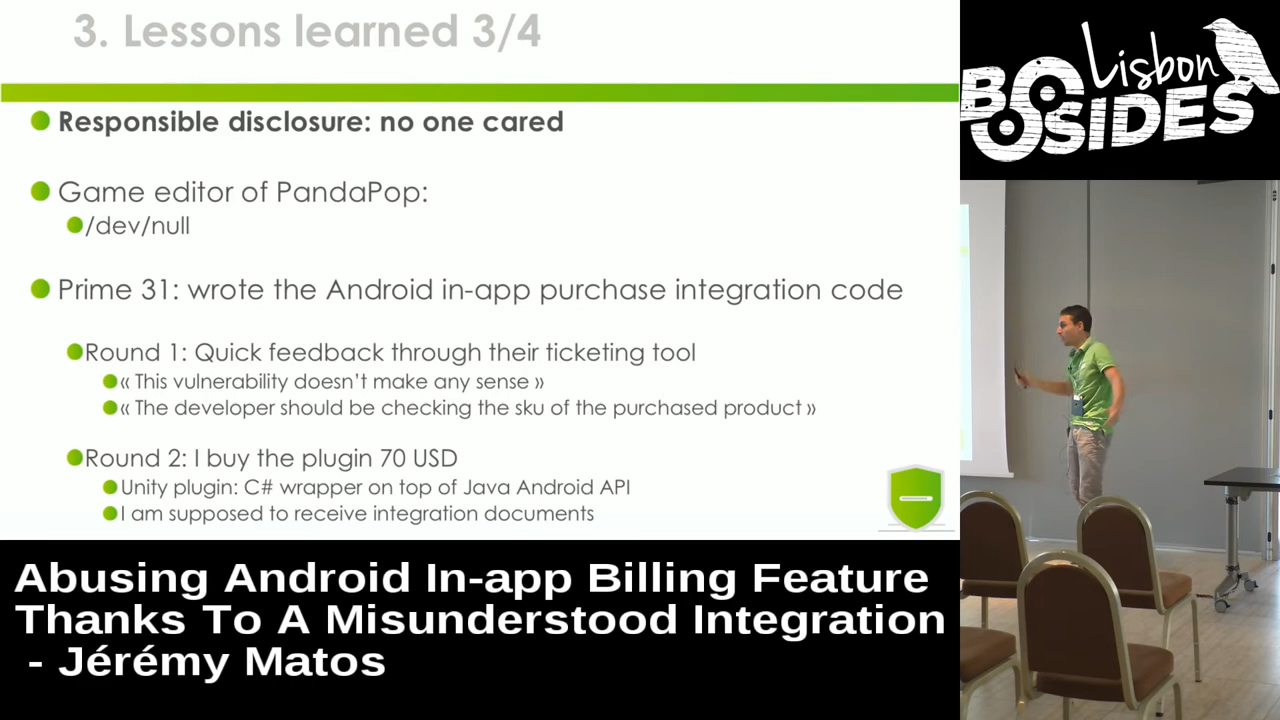 3. Lessons learned 3/4
Responsible disclosure: no one cared
Game editor of PandaPop:
/dev/null
Prime 31: wrote the Android in-app purchase integration code
Round 1: Quick feedback through their ticketing tool
« This vulnerability doesn't make any sense »
« The developer should be checking the sku of the purchased product »
Round 2: I buy the plugin 70 USD
Unity plugin: C# wrapper on top of Java Android API
I am supposed to receive integration documents
Lisbon
BSIDES
Abusing Android In-app Billing Feature
Thanks To A Misunderstood Integration
- Jérémy Matos